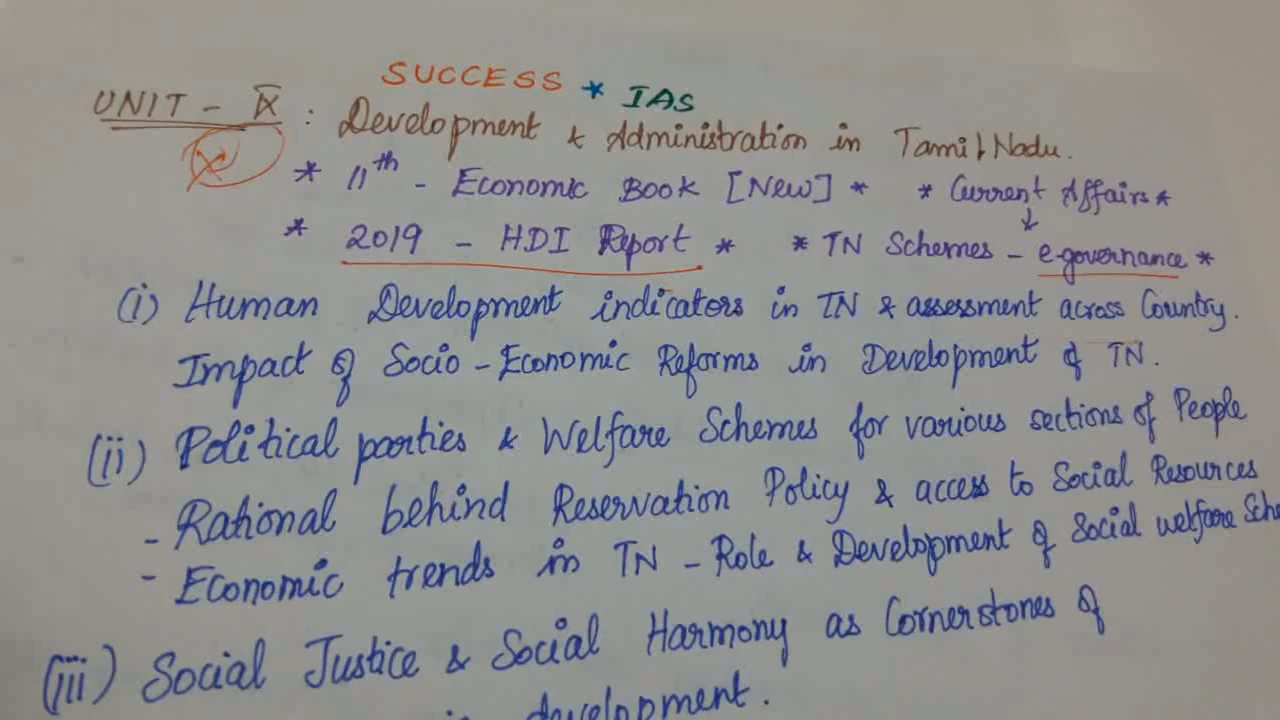 SUCCESS * IAS
UNIT - IX : Development & Administration in Tamil Nadu.
* 11th - Economic Book [New] * * Current Affairs *
* 2019 - HDI Report * * TN Schemes - e-governance *
(i) Human Development indicators in TN & assessment across Country.
Impact of Socio - Economic Reforms in Development of TN.
(ii) Political parties & Welfare Schemes for various sections of People
- Rational behind Reservation Policy & access to Social Resources
- Economic trends in TN - Role & Development of Social welfare Sche
(iii) Social Justice & Social Harmony as Cornerstones of
development.